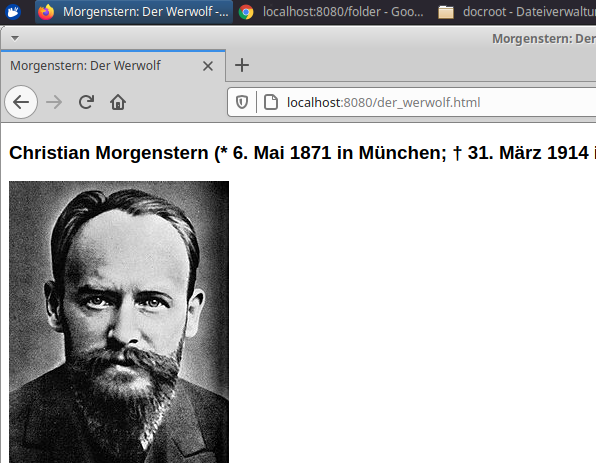 Morgenstern: Der Werwolf -...
localhost:8080/folder - Goo...
docroot - Dateiverwaltu
Morgenstern: Der
Morgenstern: Der Werwolf
localhost:8080/der_werwolf.html
Christian Morgenstern (* 6. Mai 1871 in München; † 31. März 1914 i